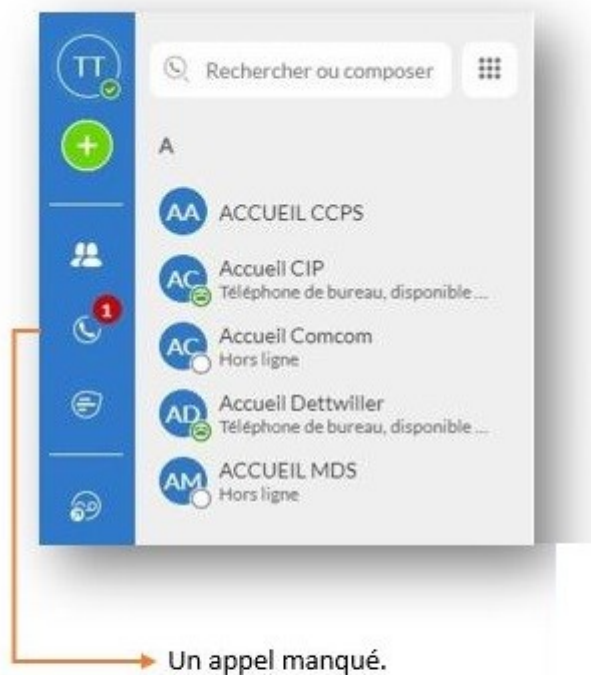 TT
Rechercher ou composer
A
AA ACCUEIL CCPS
AC Accueil CIP
Téléphone de bureau, disponible ...
1
AC Accueil Comcom
Hors ligne
AD Accueil Dettwiller
Téléphone de bureau, disponible ...
AM ACCUEIL MDS
Hors ligne
Un appel manqué.